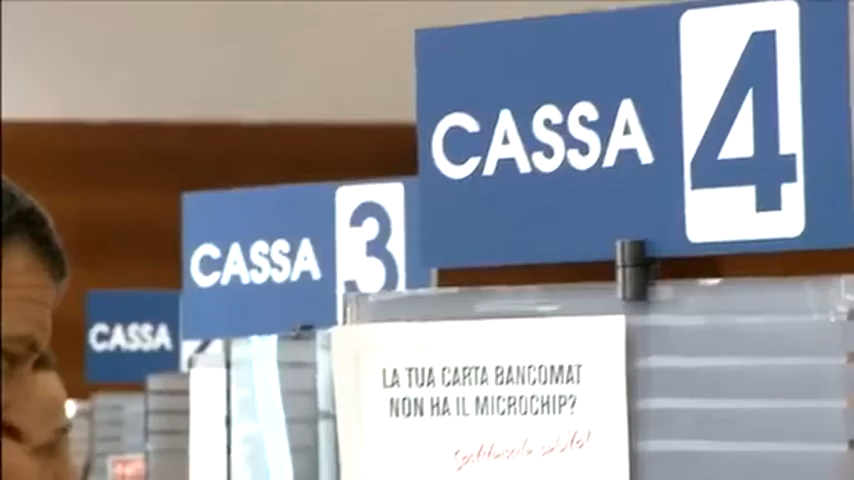 CASSA 4
CASSA 3
CASSA
LA TUA CARTA BANCOMAT
NON HA IL MICROCHIP?